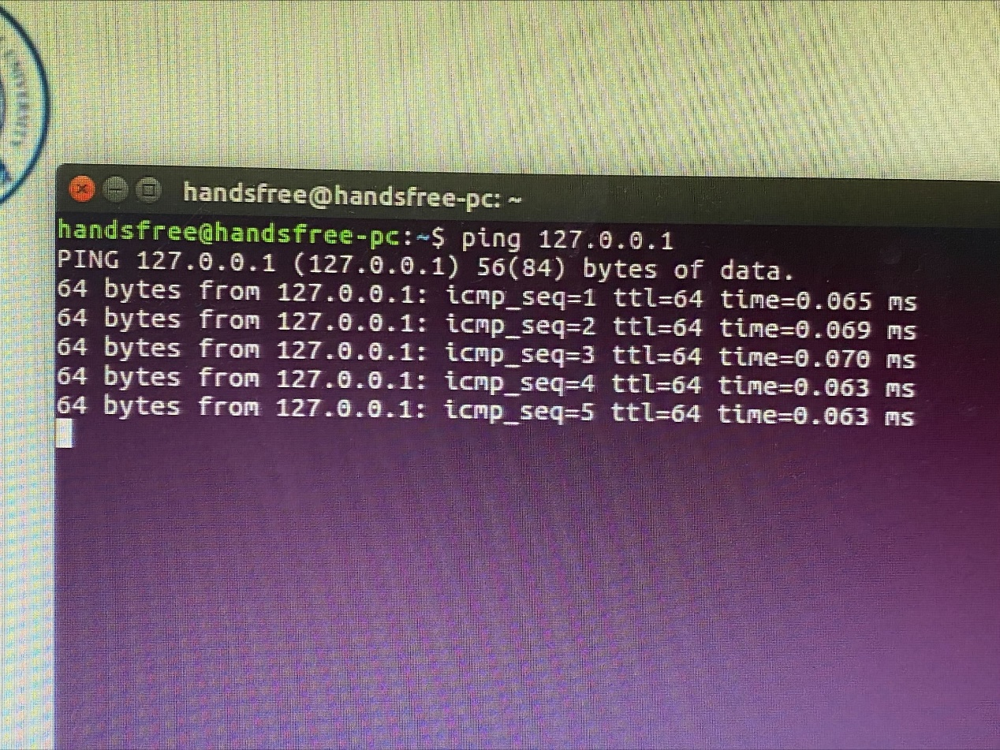 UNIVERSITY
handsfree@handsfree-pc: ~
handsfree@handsfree-pc:~$ ping 127.0.0.1
PING 127.0.0.1 (127.0.0.1) 56(84) bytes of data.
64 bytes from 127.0.0.1: icmp_seq=1 ttl=64 time=0.065 ms
64 bytes from 127.0.0.1: icmp_seq=2 ttl=64 time=0.069 ms
64 bytes from 127.0.0.1: icmp_seq=3 ttl=64 time=0.070 ms
64 bytes from 127.0.0.1: icmp_seq=4 ttl=64 time=0.063 ms
64 bytes from 127.0.0.1: icmp_seq=5 ttl=64 time=0.063 ms